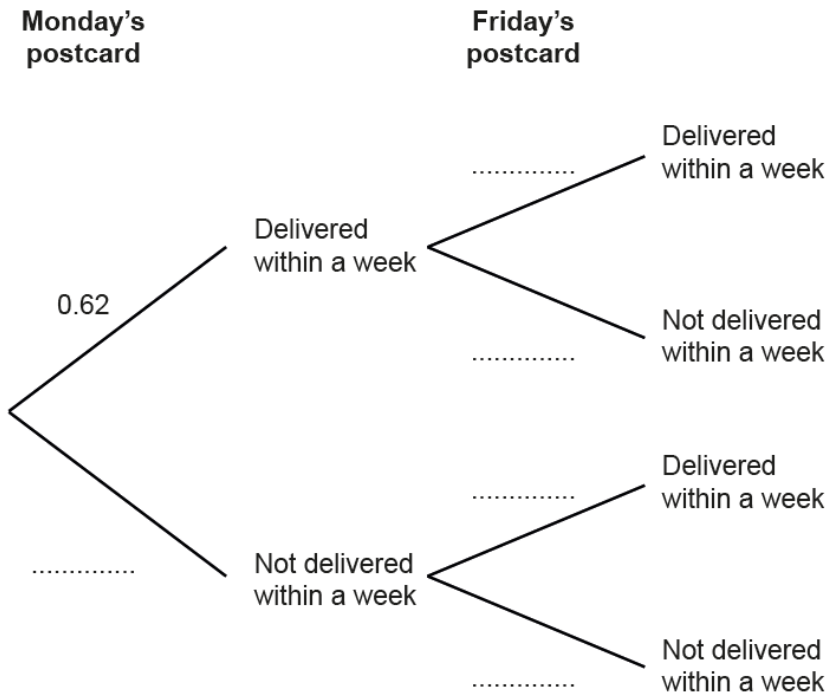 Monday’s
postcard
Friday’s
postcard
Delivered
within a week
..............
Delivered
within a week
0.62
Not delivered
within a week
..............
Delivered
within a week
..............
Not delivered
within a week
..............
Not delivered
within a week
..............